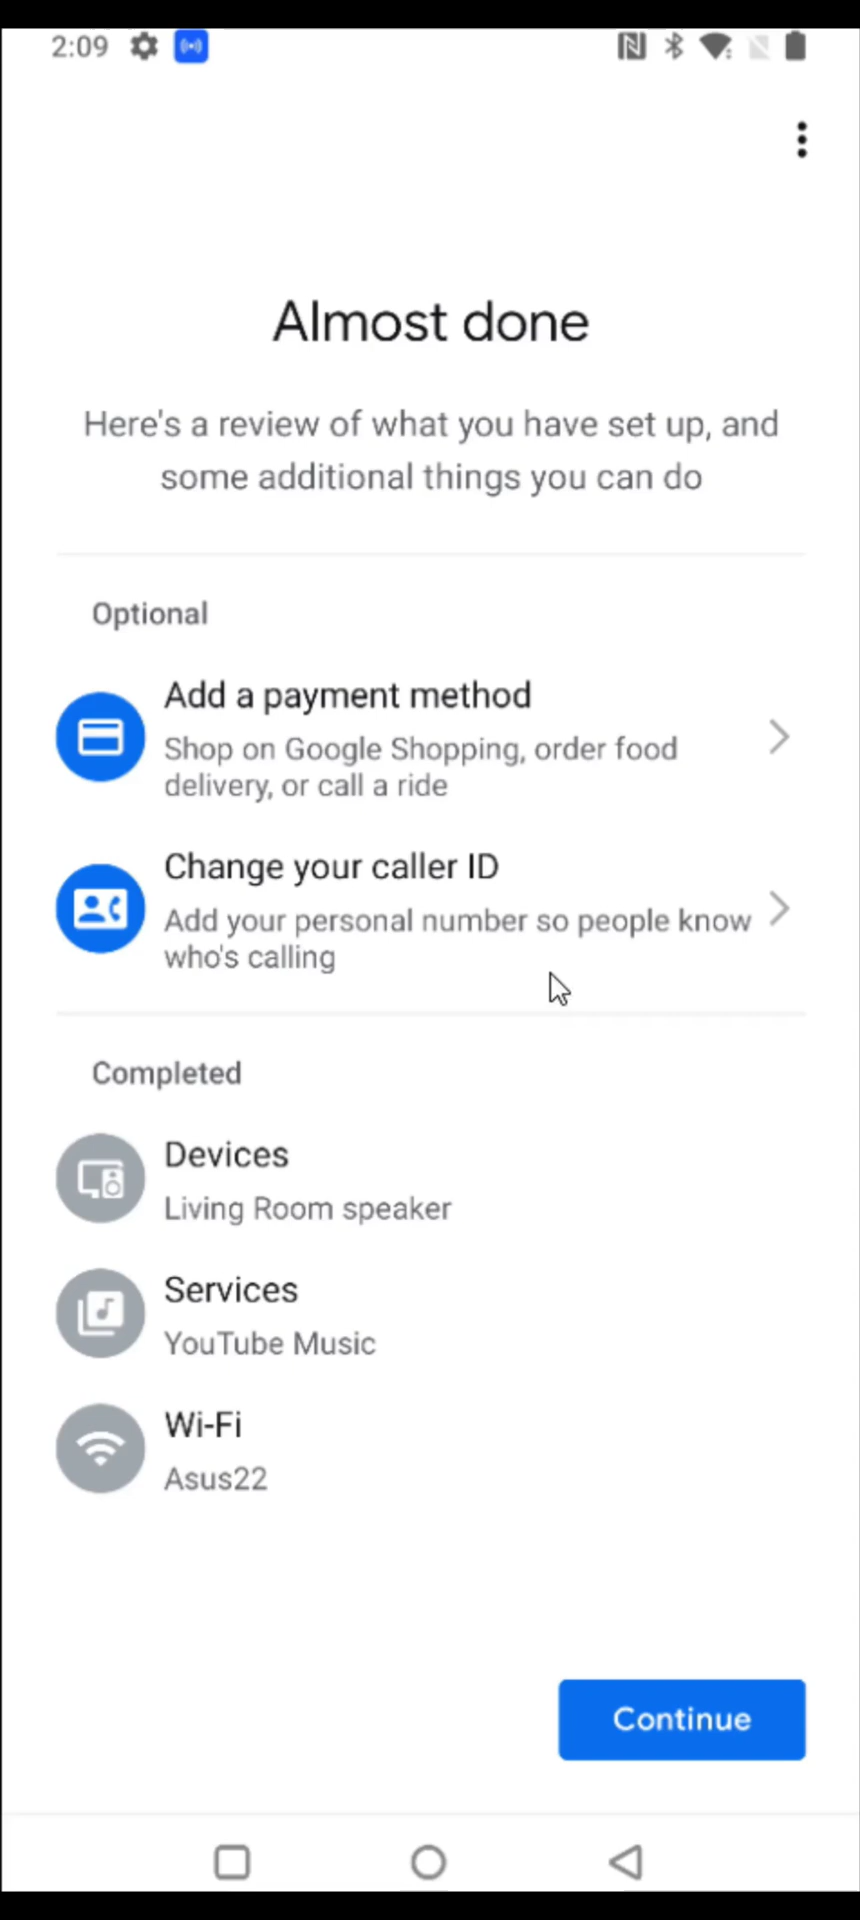 2:09
Almost done
Here's a review of what you have set up, and
some additional things you can do
Optional
Add a payment method
Shop on Google Shopping, order food
delivery, or call a ride
Change your caller ID
Add your personal number so people know
who's calling
Completed
Devices
Living Room speaker
Services
YouTube Music
Wi-Fi
Asus22
Continue